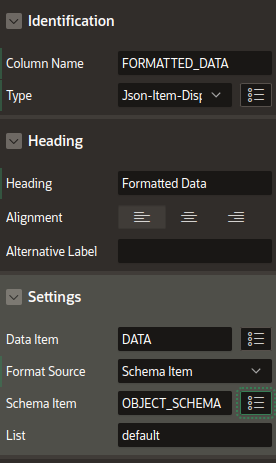 Identification
Column Name FORMATTED_DATA
Type Json-Item-Disp
Heading
Heading Formatted Data
Alignment
Alternative Label
Settings
Data Item DATA
Format Source Schema Item
Schema Item OBJECT_SCHEMA
List default